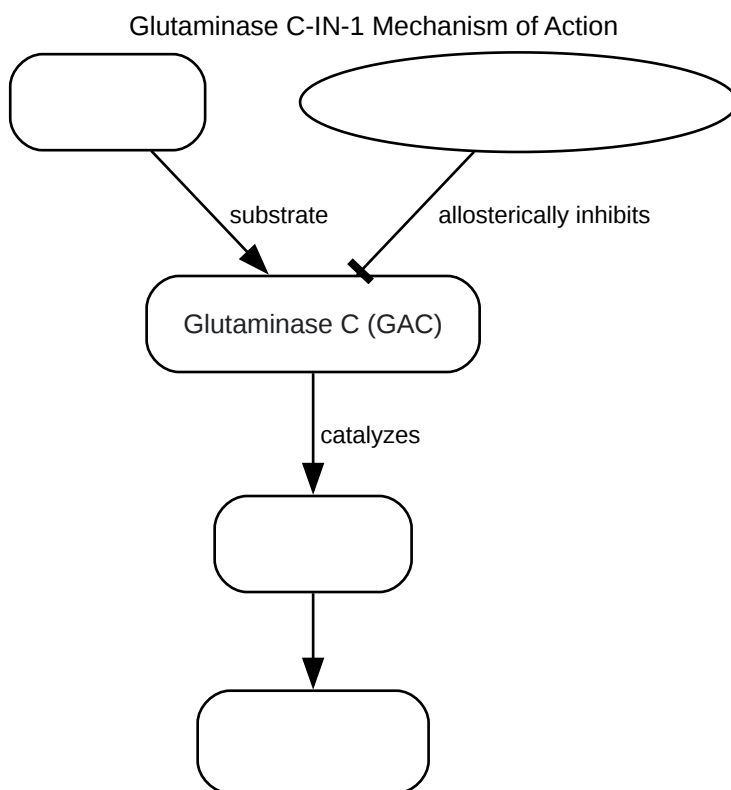 Glutaminase C-IN-1 Mechanism of Action
substrate
allosterically inhibits
Glutaminase C (GAC)
catalyzes